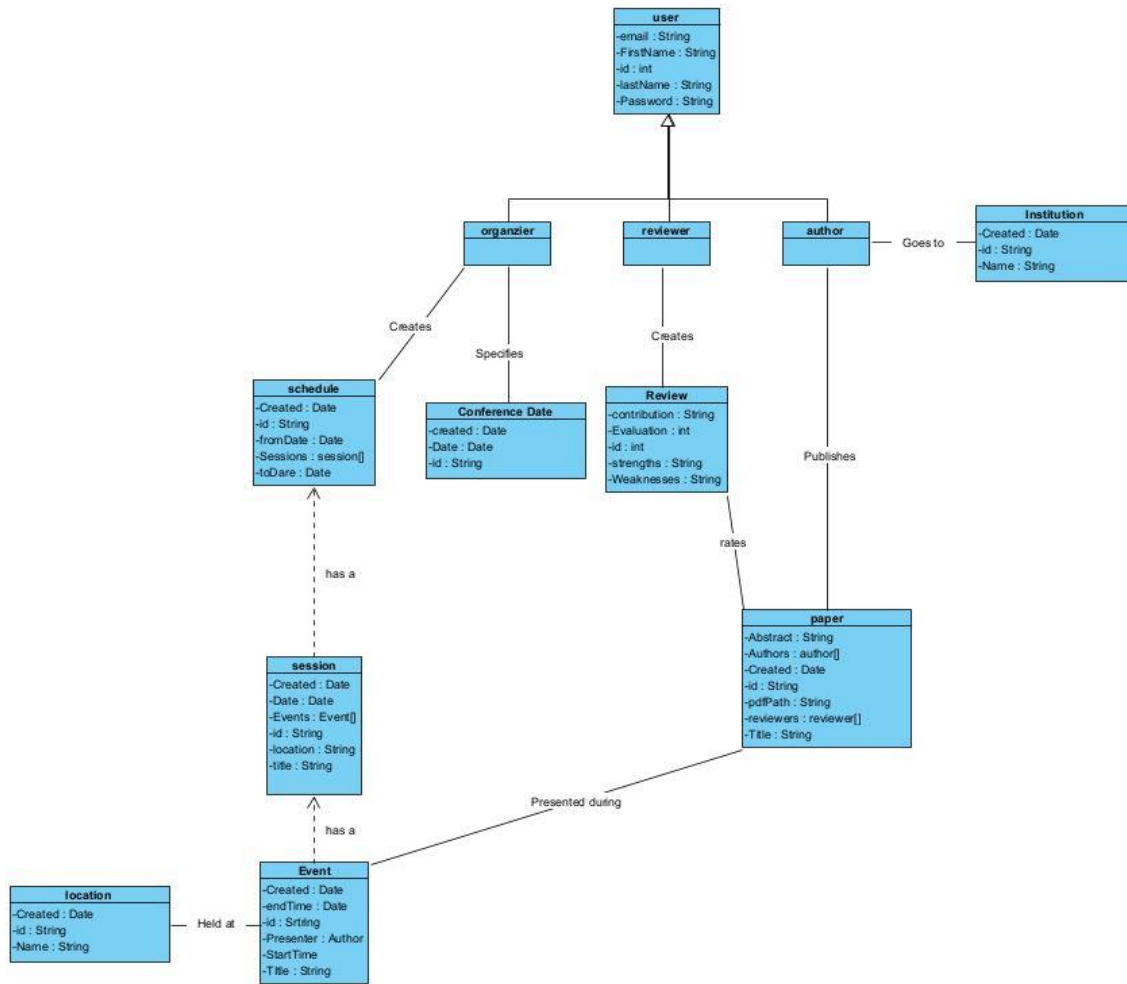 user
-email : String
-FirstName : String
-id : int
-lastName : String
-Password : String
organzier
reviewer
author
Goes to
Institution
-Created : Date
-id : String
-Name : String
Creates
Specifies
Creates
Publishes
schedule
-Created : Date
-id : String
-fromDate : Date
-Sessions : session[]
-toDare : Date
Conference Date
-created : Date
-Date : Date
-id : String
Review
-contribution : String
-Evaluation : int
-id : int
-strengths : String
-Weaknesses : String
rates
has a
paper
-Abstract : String
-Authors : author[]
-Created : Date
-id : String
-pdfPath : String
-reviewers : reviewer[]
-Title : String
session
-Created : Date
-Date : Date
-Events : Event[]
-id : String
-location : String
-title : String
Presented during
has a
location
-Created : Date
-id : String
-Name : String
Held at
Event
-Created : Date
-endTime : Date
-id : Srtring
-Presenter : Author
-StartTime
-TItle : String